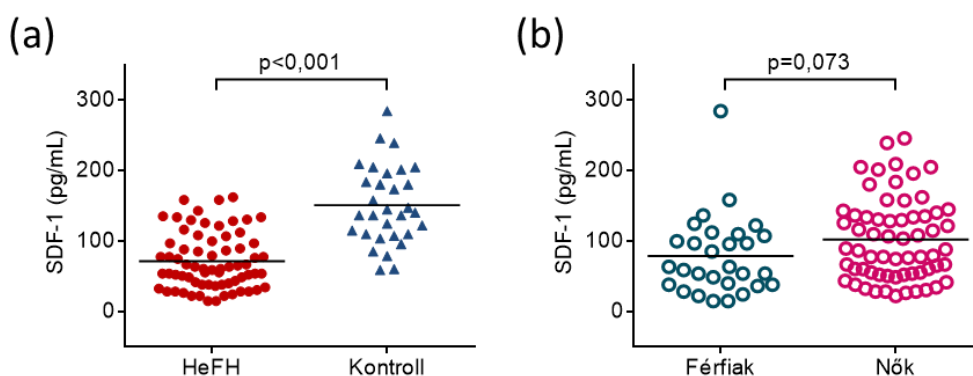 (a)
p<0,001
SDF-1 (pg/mL)
300
200
100
0
HeFH Kontroll
(b)
p=0,073
SDF-1 (pg/mL)
300
200
100
0
Férfiak Nők